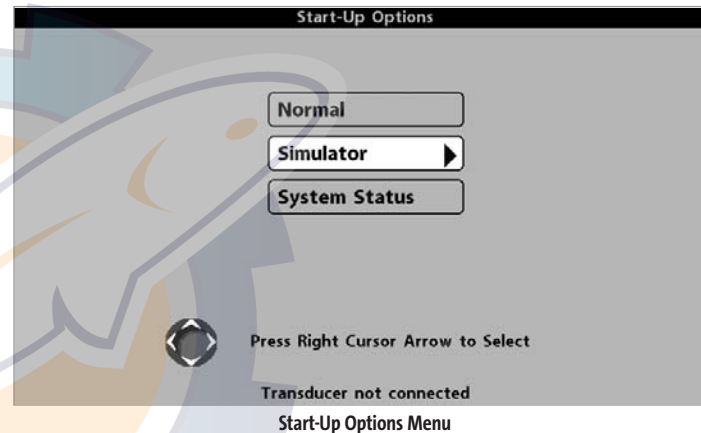 Start-Up Options
Normal
Simulator
System Status
Press Right Cursor Arrow to Select
Transducer not connected
Start-Up Options Menu